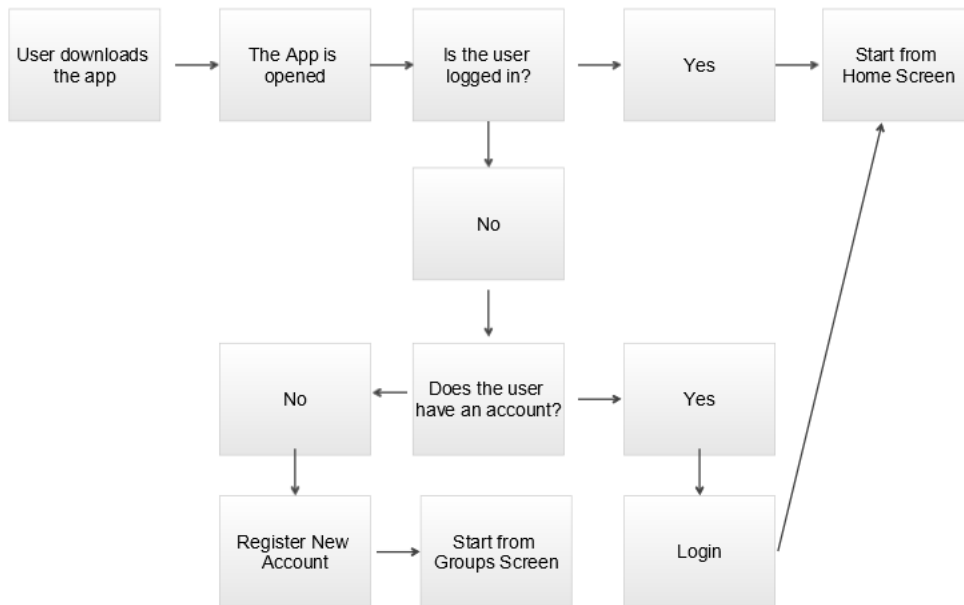 User downloads
the app
The App is
opened
Is the user
logged in?
Yes
Start from
Home Screen
No
No
Does the user
have an account?
Yes
Register New
Account
Start from
Groups Screen
Login